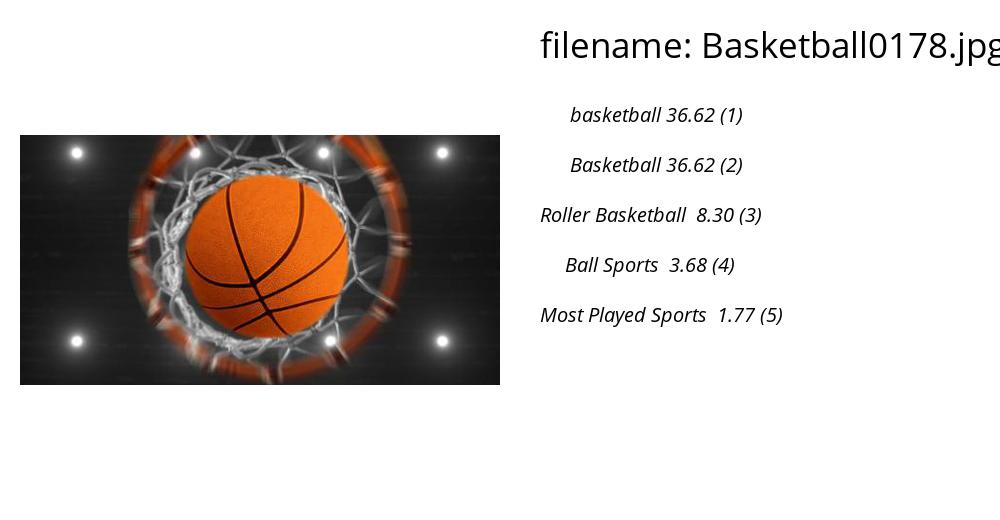 filename: Basketball0178.jpg
basketball 36.62 (1)
Basketball 36.62 (2)
Roller Basketball 8.30 (3)
Ball Sports 3.68 (4)
Most Played Sports 1.77 (5)